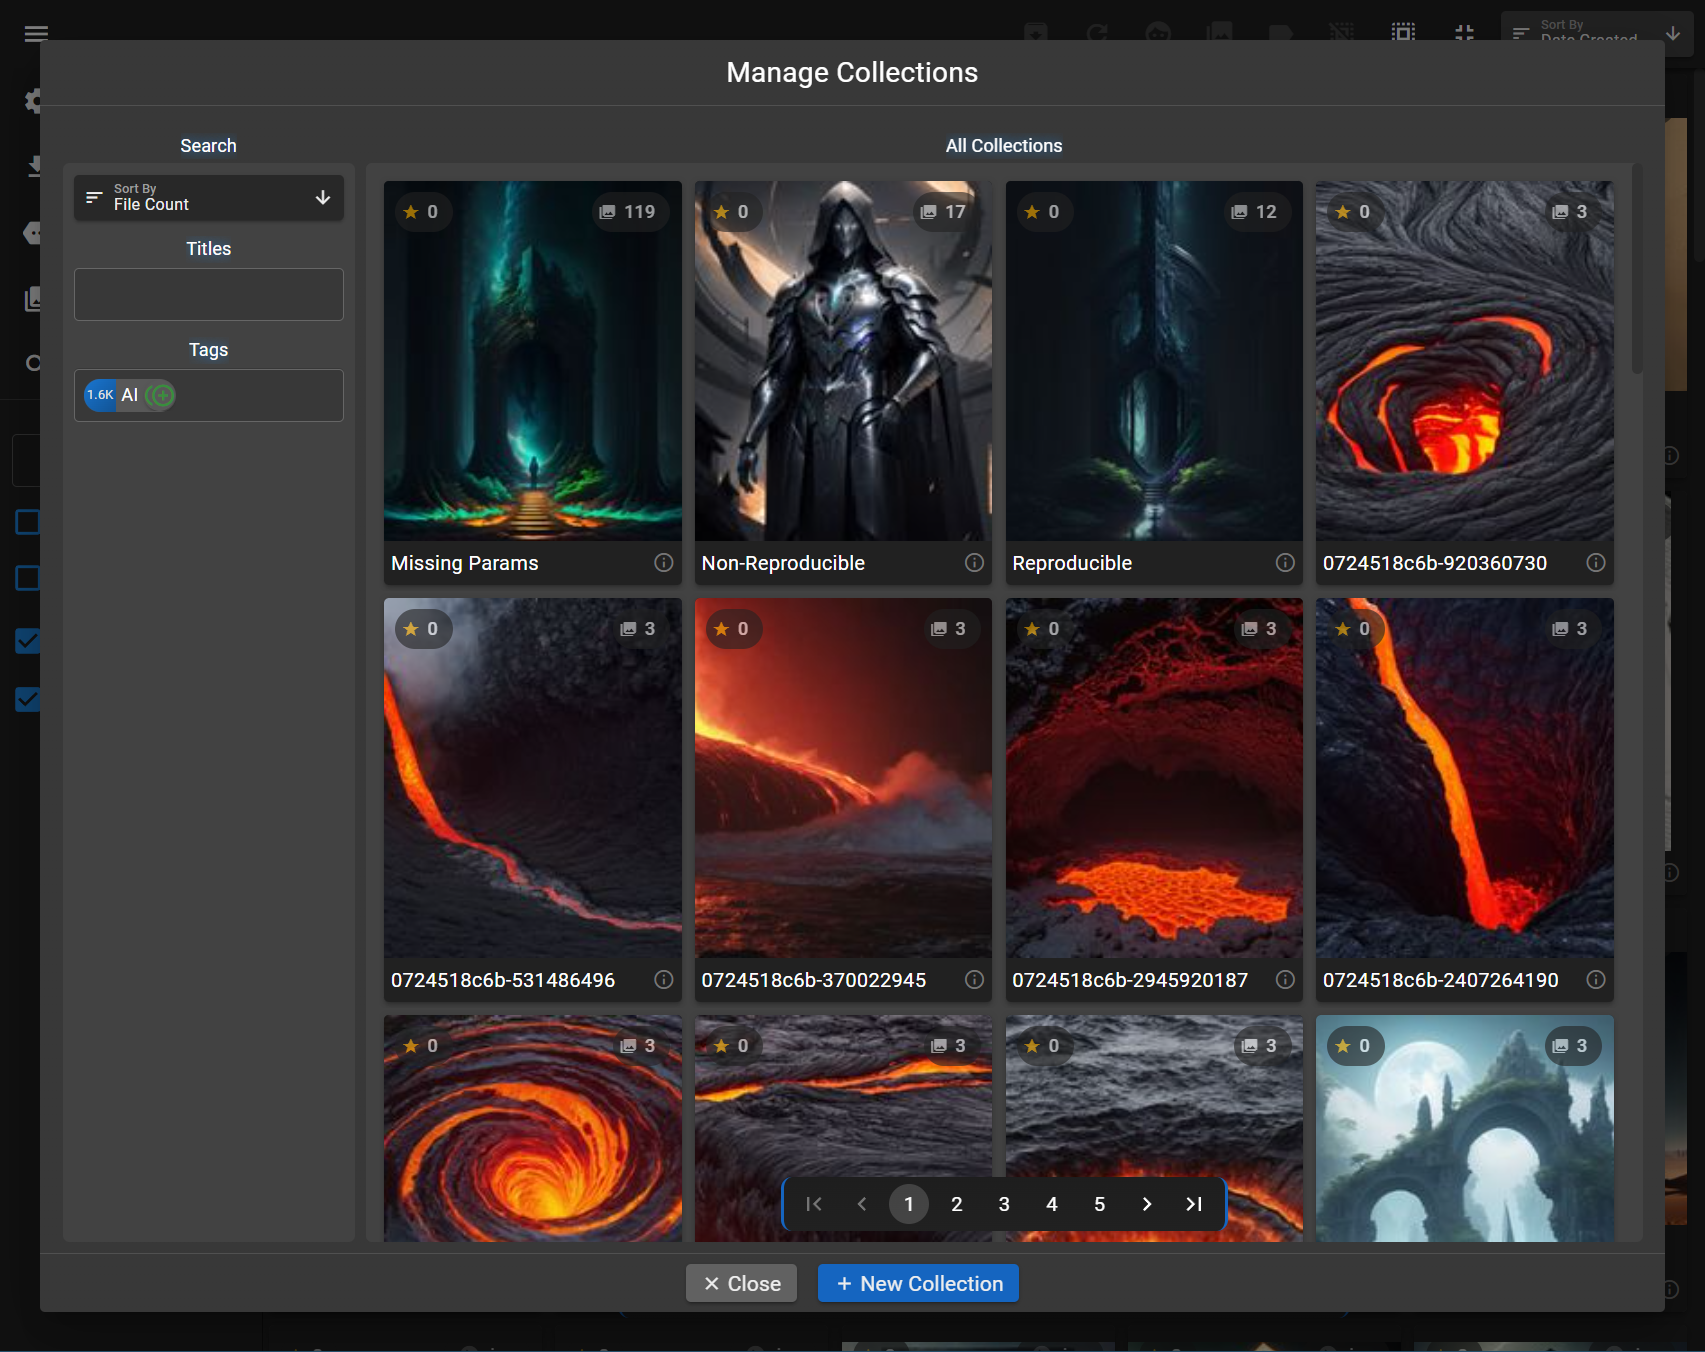 Sort By
Date Created
Manage Collections
Search
All Collections
Sort By
File Count
Titles
Tags
1.6K AI
0 119
0 17
0 12
0 3
Missing Params
Non-Reproducible
Reproducible
0724518c6b-920360730
0 3
0 3
0 3
0 3
0724518c6b-531486496
0724518c6b-370022945
0724518c6b-2945920187
0724518c6b-2407264190
0 3
0 3
0 3
0 3
1 2 3 4 5
Close
New Collection